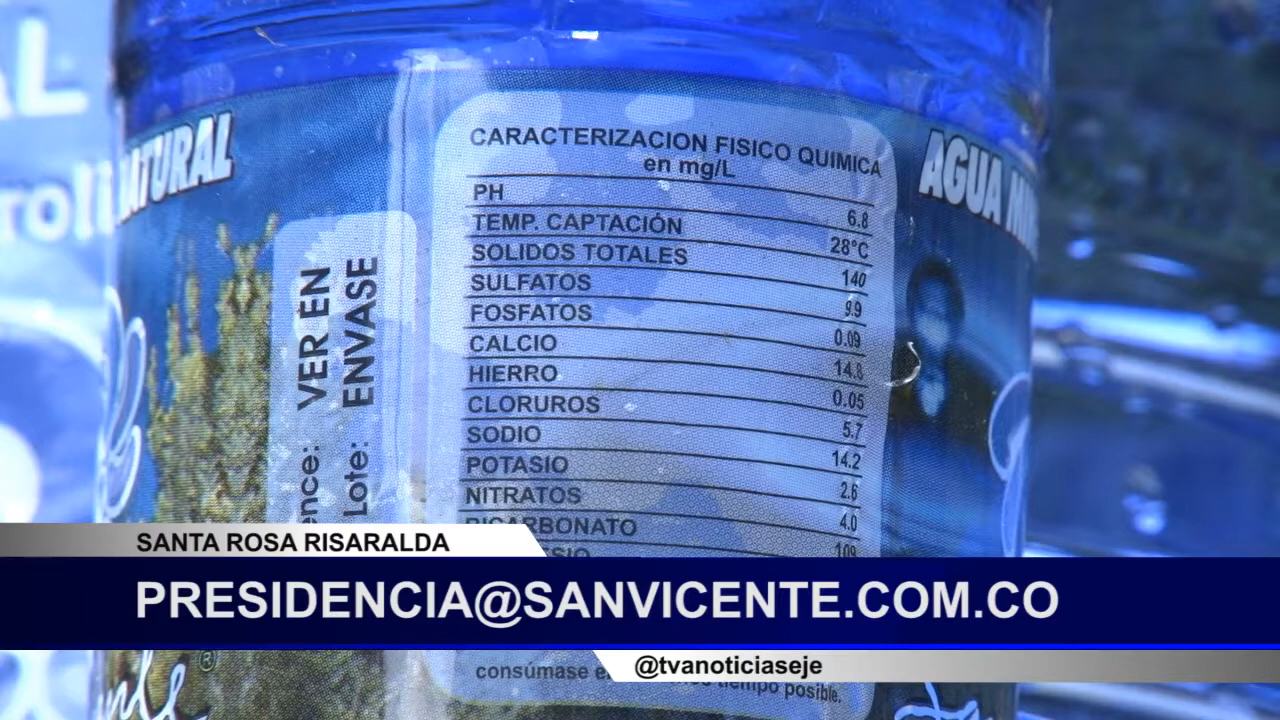 CARACTERIZACION FISICO QUIMICA
en mg/L
PH 6.8
TEMP. CAPTACIÓN 28°C
SOLIDOS TOTALES 140
SULFATOS 9.9
FOSFATOS 0.09
CALCIO 14.8
HIERRO 0.05
CLORUROS 5.7
SODIO 14.2
POTASIO 2.6
NITRATOS 4.0
BICARBONATO 109
NATURAL
AGUA
VER EN
ENVASE
Lote:
SANTA ROSA RISARALDA
PRESIDENCIA@SANVICENTE.COM.CO
@tvanoticiaseje
consúmase
tiempo posible.